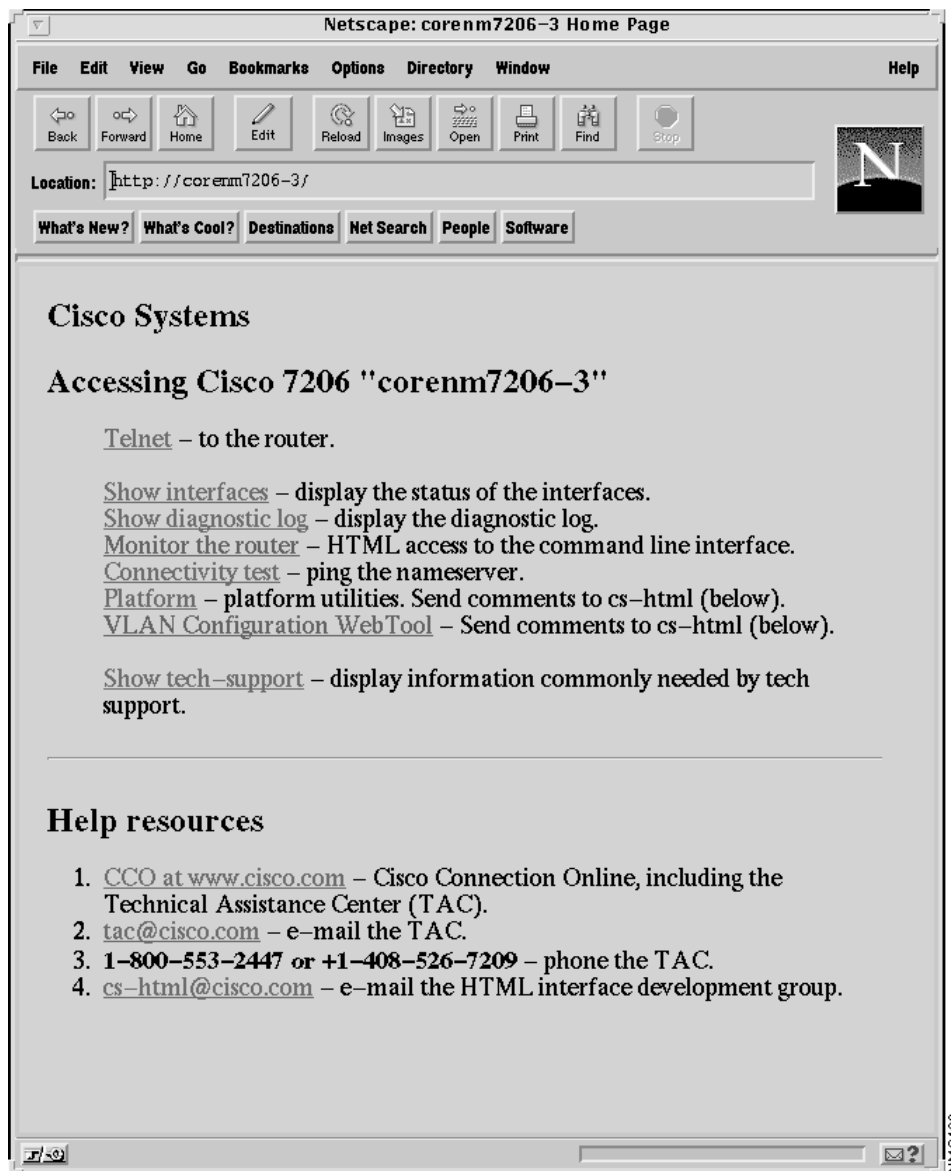 Netscape: corenm7206-3 Home Page
File Edit View Go Bookmarks Options Directory Window Help
Back Forward Home Edit Reload Images Open Print Find Stop
N
Location: http://corenm7206-3/
What's New? What's Cool? Destinations Net Search People Software
Cisco Systems
Accessing Cisco 7206 "corenm7206-3"
Telnet - to the router.
Show interfaces - display the status of the interfaces.
Show diagnostic log - display the diagnostic log.
Monitor the router - HTML access to the command line interface.
Connectivity test - ping the nameserver.
Platform - platform utilities. Send comments to cs-html (below).
VLAN Configuration WebTool - Send comments to cs-html (below).
Show tech-support - display information commonly needed by tech
support.
Help resources
1. CCO at www.cisco.com - Cisco Connection Online, including the
Technical Assistance Center (TAC).
2. tac@cisco.com - e-mail the TAC.
3. 1-800-553-2447 or +1-408-526-7209 - phone the TAC.
4. cs-html@cisco.com - e-mail the HTML interface development group.
?